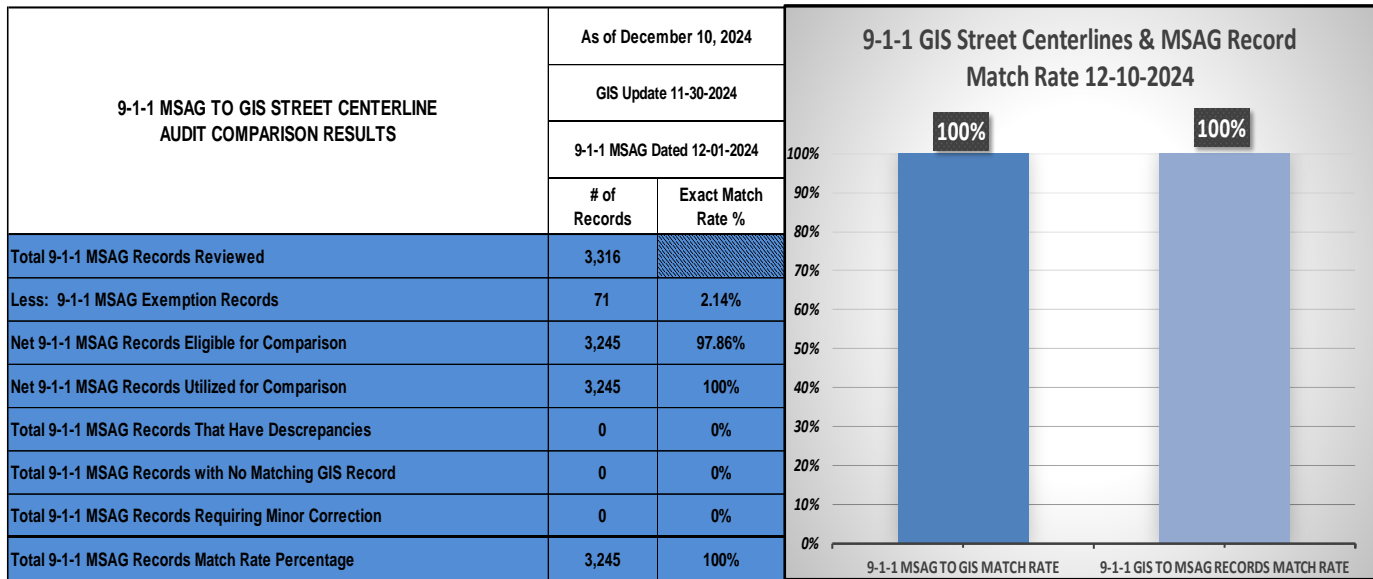 9-1-1 MSAG TO GIS STREET CENTERLINE
AUDIT COMPARISON RESULTS
As of December 10, 2024
GIS Update 11-30-2024
9-1-1 MSAG Dated 12-01-2024
# of
Records
Exact Match
Rate %
Total 9-1-1 MSAG Records Reviewed 3,316
Less: 9-1-1 MSAG Exemption Records 71 2.14%
Net 9-1-1 MSAG Records Eligible for Comparison 3,245 97.86%
Net 9-1-1 MSAG Records Utilized for Comparison 3,245 100%
Total 9-1-1 MSAG Records That Have Descrepancies 0 0%
Total 9-1-1 MSAG Records with No Matching GIS Record 0 0%
Total 9-1-1 MSAG Records Requiring Minor Correction 0 0%
Total 9-1-1 MSAG Records Match Rate Percentage 3,245 100%
9-1-1 GIS Street Centerlines & MSAG Record
Match Rate 12-10-2024
100% 100%
100%
90%
80%
70%
60%
50%
40%
30%
20%
10%
0%
9-1-1 MSAG TO GIS MATCH RATE 9-1-1 GIS TO MSAG RECORDS MATCH RATE